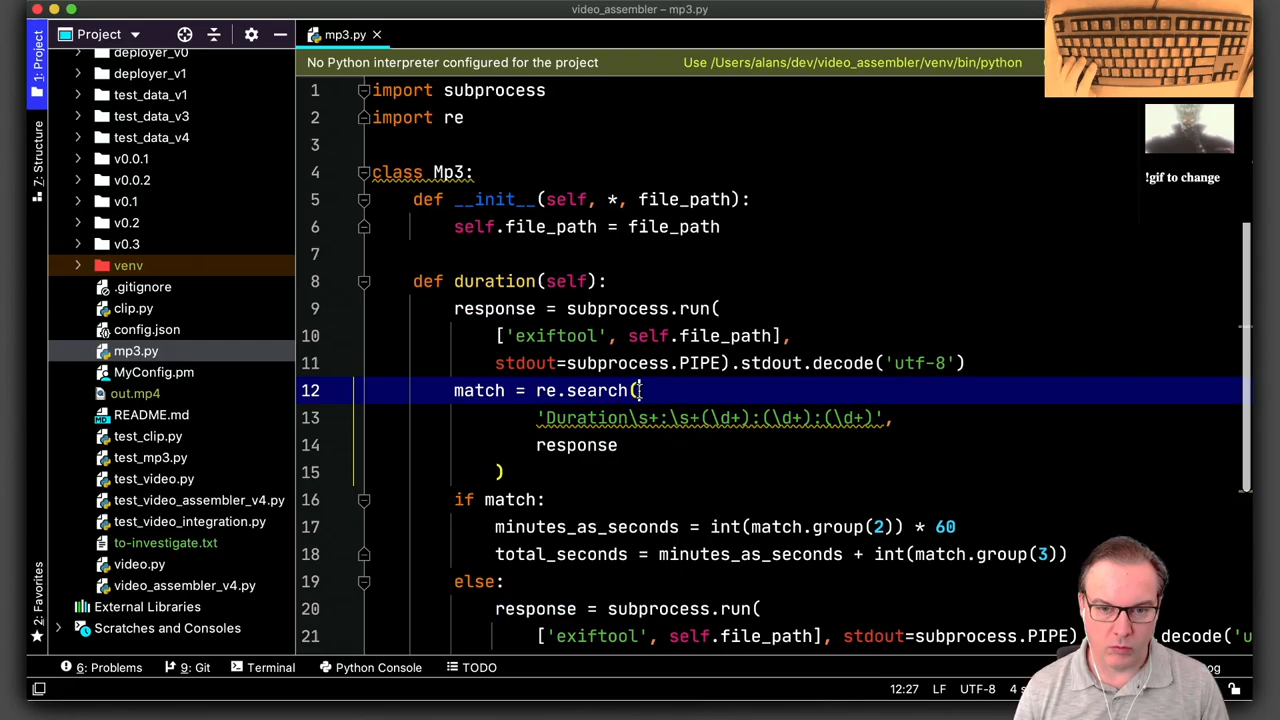 video_assembler – mp3.py
Project
mp3.py
1: Project
7: Structure
2: Favorites
No Python interpreter configured for the project
Use /Users/alans/dev/video_assembler/venv/bin/python
deployer_v0
deployer_v1
test_data_v1
test_data_v3
test_data_v4
v0.0.1
v0.0.2
v0.1
v0.2
v0.3
venv
.gitignore
clip.py
config.json
mp3.py
MyConfig.pm
out.mp4
README.md
test_clip.py
test_mp3.py
test_video.py
test_video_assembler_v4.py
test_video_integration.py
to-investigate.txt
video.py
video_assembler_v4.py
External Libraries
Scratches and Consoles
1 import subprocess
2 import re
3
4 class Mp3:
5 def __init__(self, *, file_path):
6 self.file_path = file_path
7
8 def duration(self):
9 response = subprocess.run(
10 ['exiftool', self.file_path],
11 stdout=subprocess.PIPE).stdout.decode('utf-8')
12 match = re.search(
13 'Duration\s+:\s+(\d+):(\d+):(\d+)',
14 response
15 )
16 if match:
17 minutes_as_seconds = int(match.group(2)) * 60
18 total_seconds = minutes_as_seconds + int(match.group(3))
19 else:
20 response = subprocess.run(
21 ['exiftool', self.file_path], stdout=subprocess.PIPE) decode('u
!gif to change
6: Problems
9: Git
Terminal
Python Console
TODO
12:27 LF UTF-8 4 s